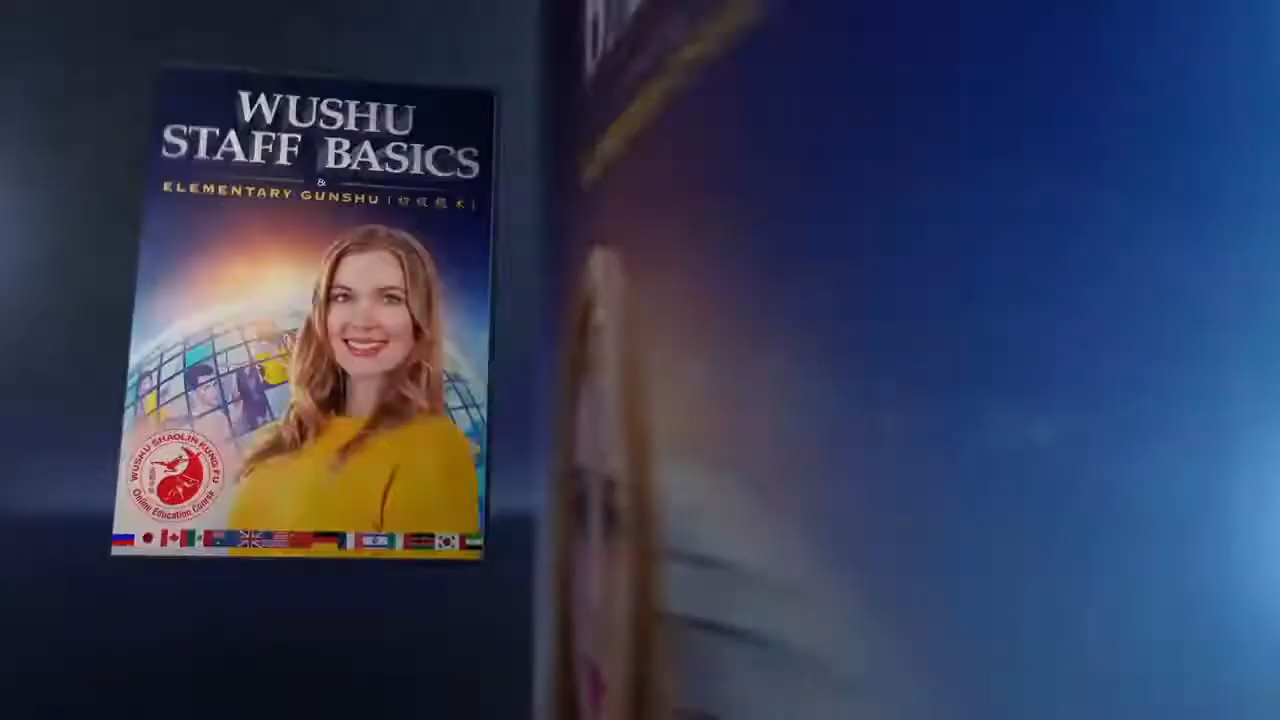 WUSHU
STAFF BASICS
&
ELEMENTARY GUNSHU
WUSHU SHAOLIN KUNG FU
Online Education Course